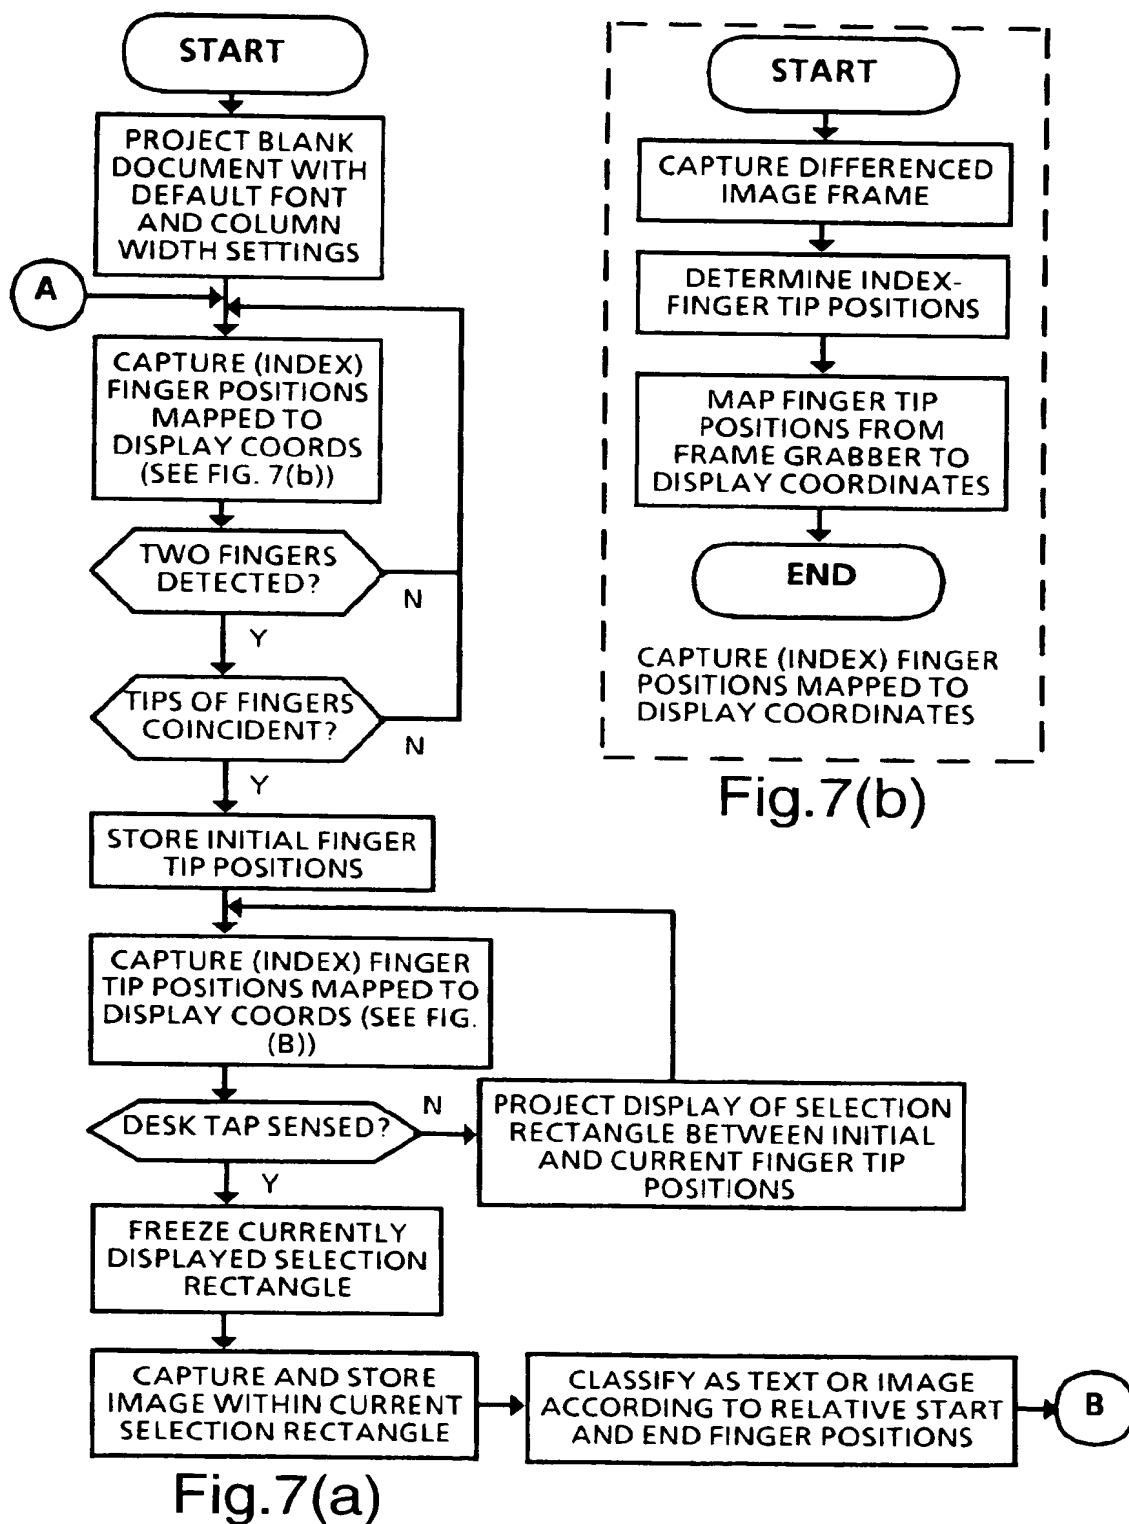 START
PROJECT BLANK
DOCUMENT WITH
DEFAULT FONT
AND COLUMN
WIDTH SETTINGS
A
CAPTURE (INDEX)
FINGER POSITIONS
MAPPED TO
DISPLAY COORDS
(SEE FIG. 7(b))
TWO FINGERS
DETECTED?
N
Y
TIPS OF FINGERS
COINCIDENT?
N
Y
STORE INITIAL FINGER
TIP POSITIONS
CAPTURE (INDEX) FINGER
TIP POSITIONS MAPPED TO
DISPLAY COORDS (SEE FIG.
(B))
DESK TAP SENSED?
N
PROJECT DISPLAY OF SELECTION
RECTANGLE BETWEEN INITIAL
AND CURRENT FINGER TIP
POSITIONS
Y
FREEZE CURRENTLY
DISPLAYED SELECTION
RECTANGLE
CAPTURE AND STORE
IMAGE WITHIN CURRENT
SELECTION RECTANGLE
CLASSIFY AS TEXT OR IMAGE
ACCORDING TO RELATIVE START
AND END FINGER POSITIONS
B
Fig.7(a)
START
CAPTURE DIFFERENCED
IMAGE FRAME
DETERMINE INDEX-
FINGER TIP POSITIONS
MAP FINGER TIP
POSITIONS FROM
FRAME GRABBER TO
DISPLAY COORDINATES
END
CAPTURE (INDEX) FINGER
POSITIONS MAPPED TO
DISPLAY COORDINATES
Fig.7(b)